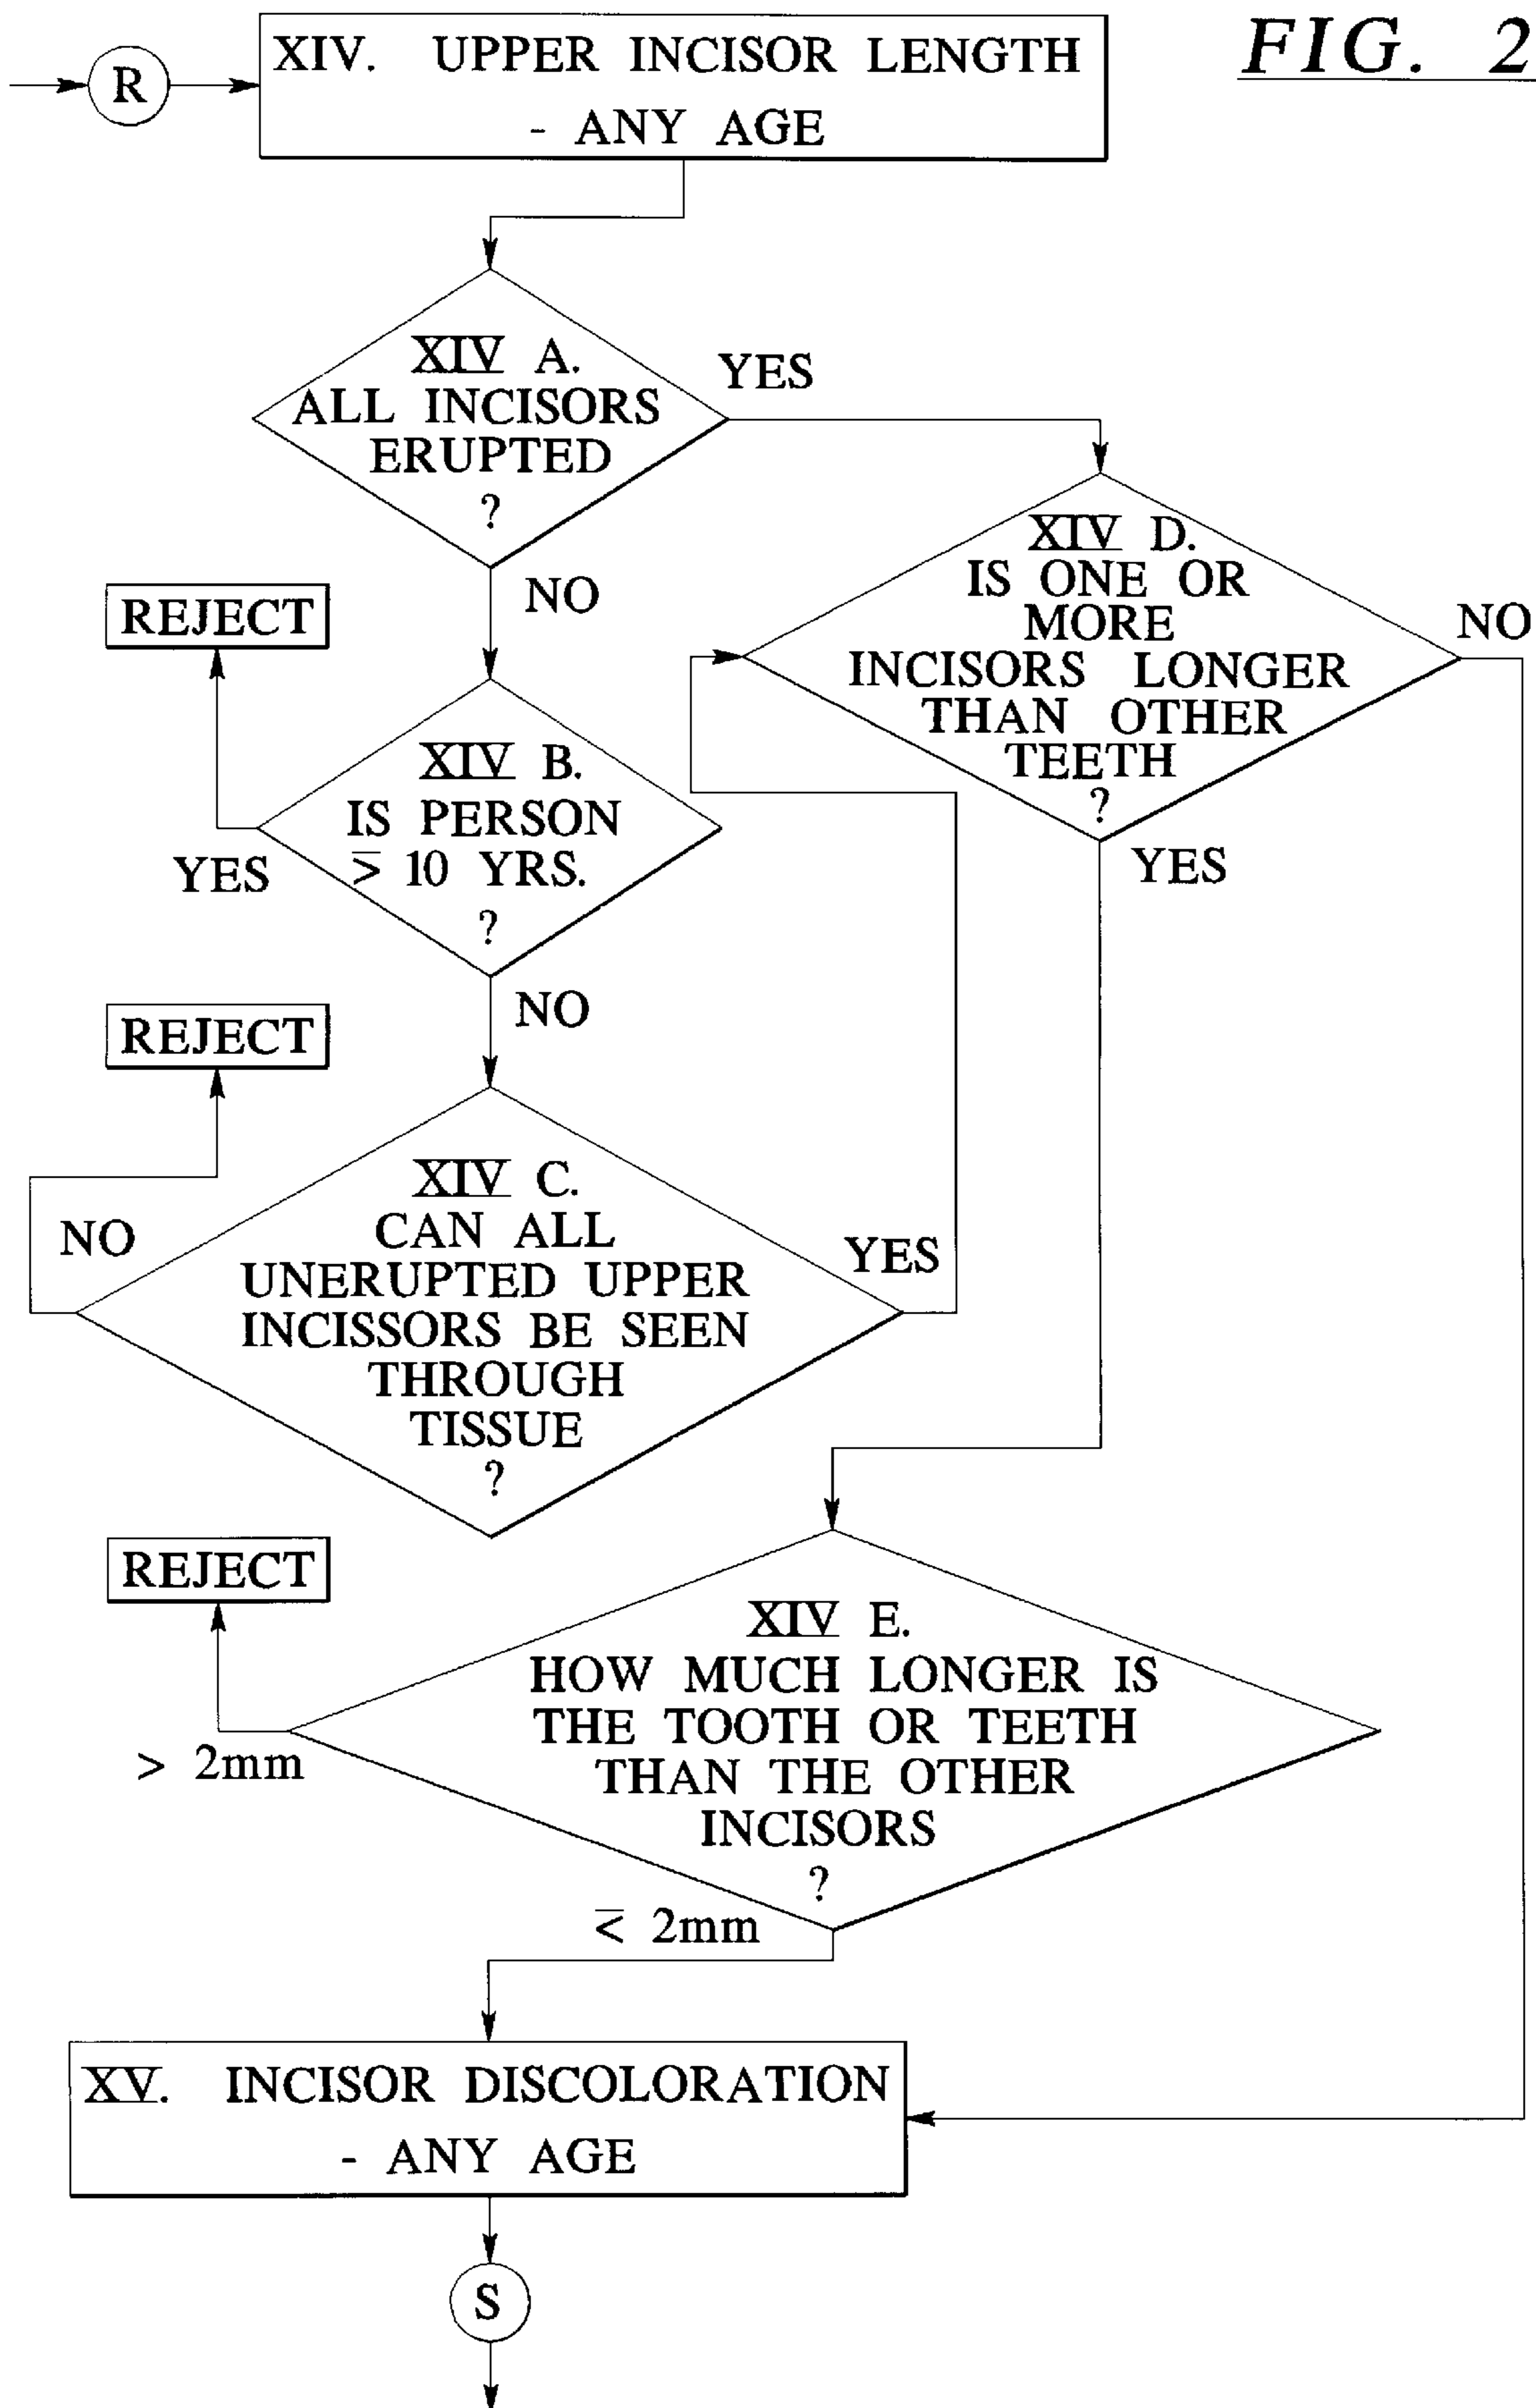 FIG. 2
R
XIV. UPPER INCISOR LENGTH
- ANY AGE
XIV A.
ALL INCISORS
ERUPTED
?
YES
NO
XIV D.
IS ONE OR
MORE
INCISORS LONGER
THAN OTHER
TEETH
?
NO
YES
REJECT
XIV B.
IS PERSON
≥ 10 YRS.
?
YES
NO
REJECT
XIV C.
CAN ALL
UNERUPTED UPPER
INCISSORS BE SEEN
THROUGH
TISSUE
?
NO
YES
REJECT
XIV E.
HOW MUCH LONGER IS
THE TOOTH OR TEETH
THAN THE OTHER
INCISORS
?
> 2mm
≤ 2mm
XV. INCISOR DISCOLORATION
- ANY AGE
S